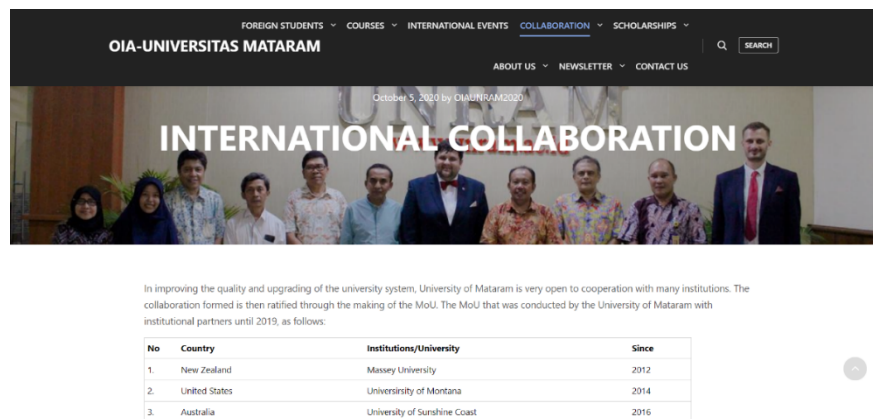 FOREIGN STUDENTS COURSES INTERNATIONAL EVENTS COLLABORATION SCHOLARSHIPS
OIA-UNIVERSITAS MATARAM
SEARCH
ABOUT US NEWSLETTER CONTACT US
October 5, 2020 by OIAUNRAM2020
UNRAM
INTERNATIONAL COLLABORATION
In improving the quality and upgrading of the university system, University of Mataram is very open to cooperation with many institutions. The
collaboration formed is then ratified through the making of the MoU. The MoU that was conducted by the University of Mataram with
institutional partners until 2019, as follows:
No Country Institutions/University Since
1. New Zealand Massey University 2012
2. United States Universirsity of Montana 2014
3. Australia University of Sunshine Coast 2016